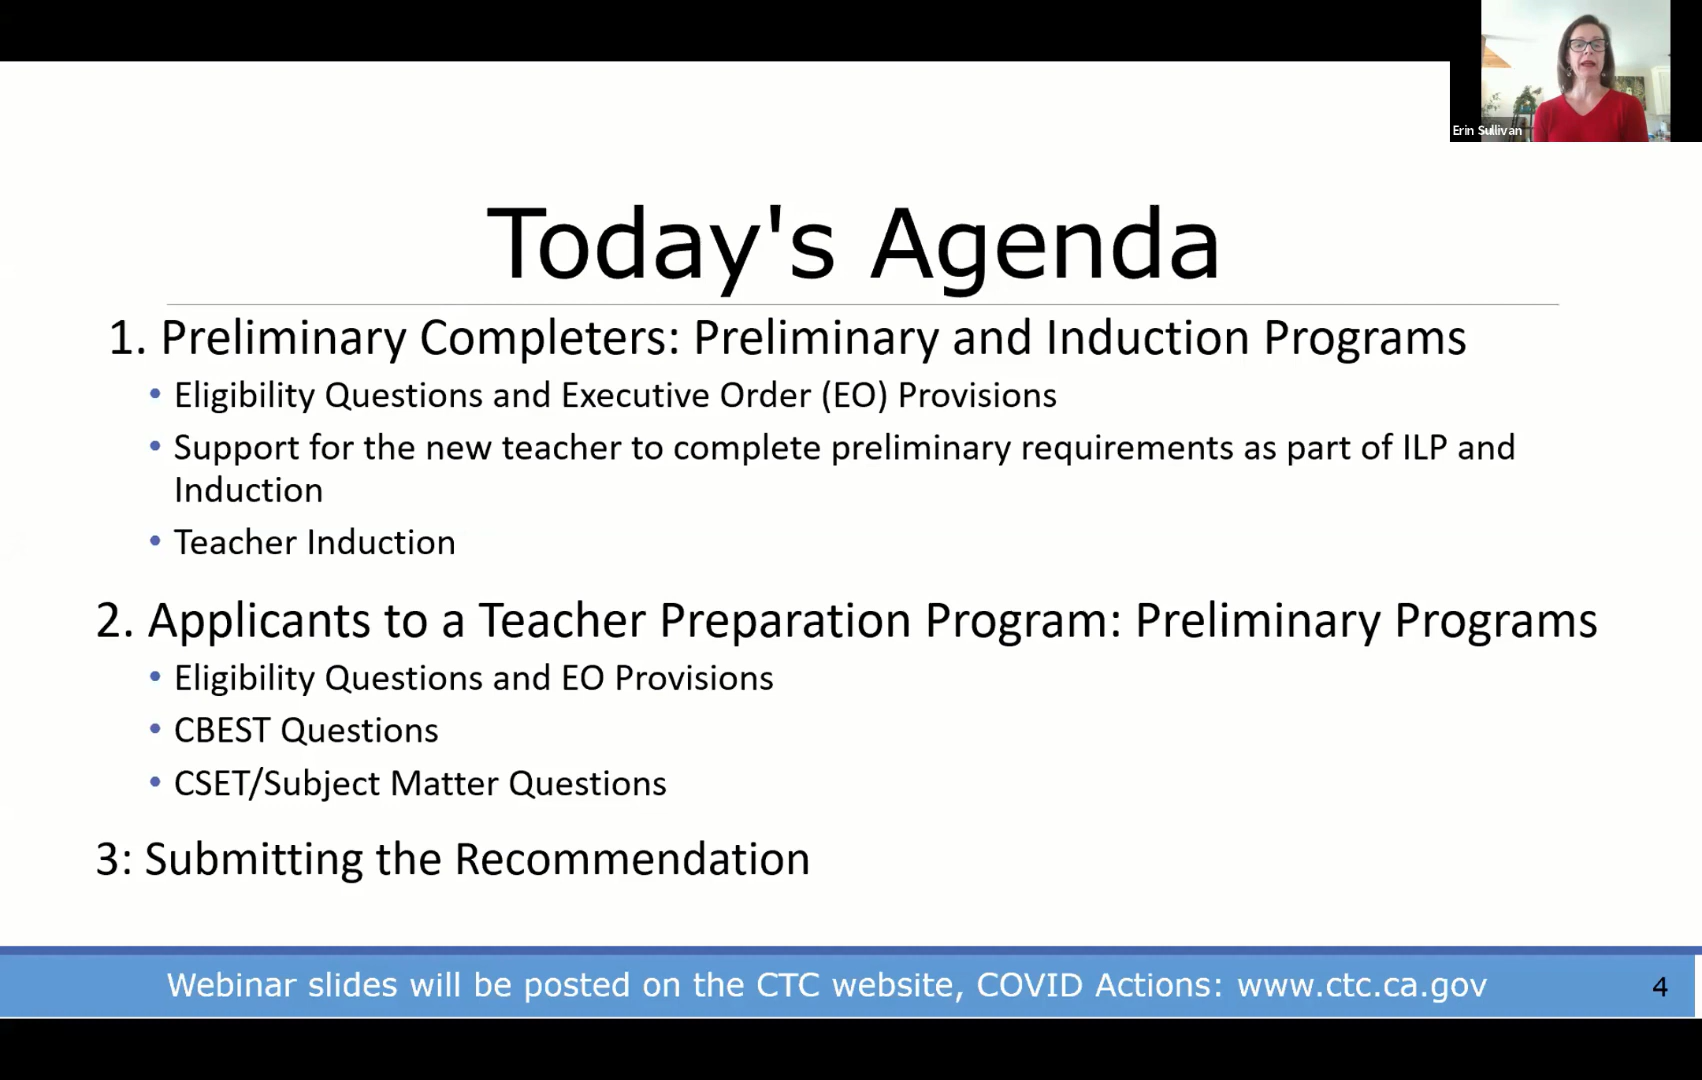 Erin Sullivan
Today's Agenda
1. Preliminary Completers: Preliminary and Induction Programs
• Eligibility Questions and Executive Order (EO) Provisions
• Support for the new teacher to complete preliminary requirements as part of ILP and
Induction
• Teacher Induction
2. Applicants to a Teacher Preparation Program: Preliminary Programs
• Eligibility Questions and EO Provisions
• CBEST Questions
• CSET/Subject Matter Questions
3: Submitting the Recommendation
Webinar slides will be posted on the CTC website, COVID Actions: www.ctc.ca.gov
4